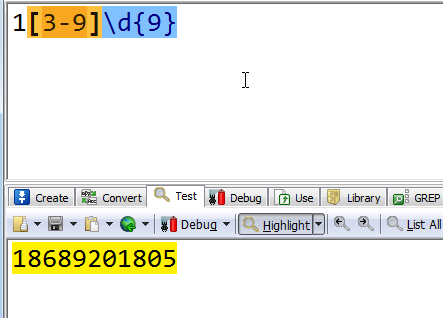 1[3-9]\d{9}
Create Convert Test Debug Use Library GREP
Debug Highlight List All
18689201805